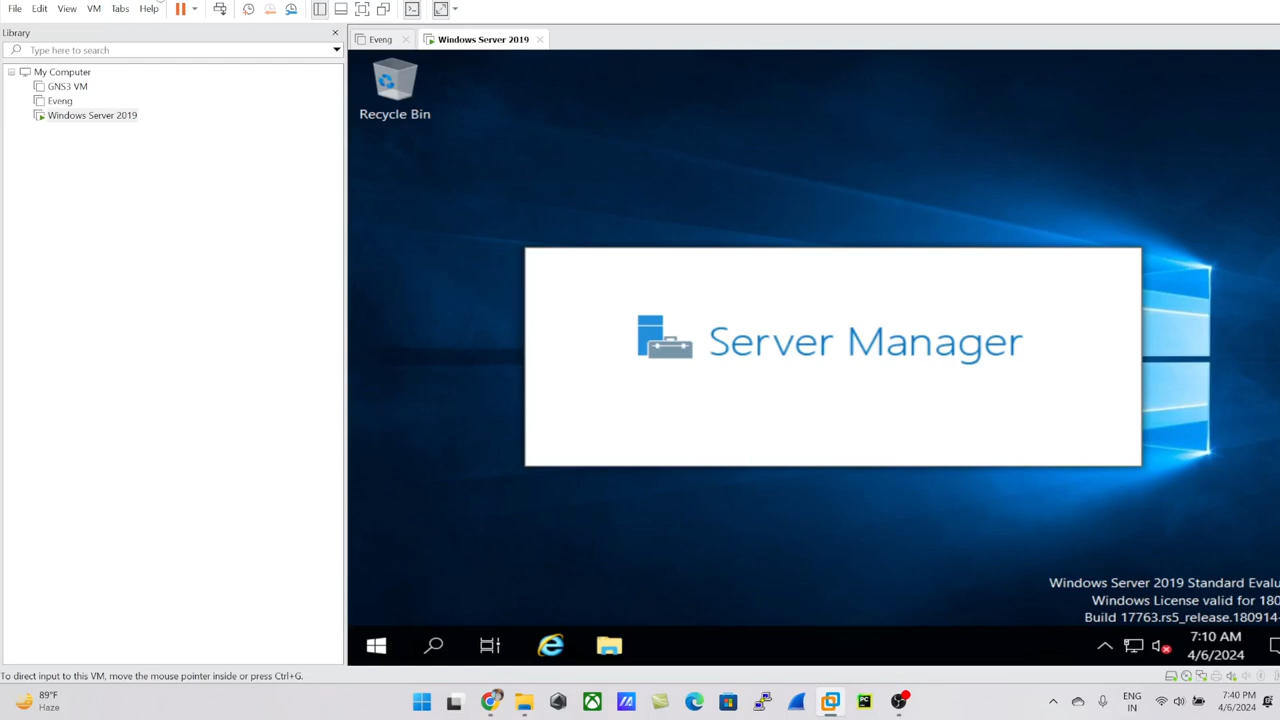 File Edit View VM Tabs Help
Library
Type here to search
My Computer
GNS3 VM
Eveng
Windows Server 2019
Eveng
Windows Server 2019
Recycle Bin
Server Manager
Windows Server 2019 Standard Evalu
Windows License valid for 180
Build 17763.rs5_release.180914-
7:10 AM
4/6/2024
To direct input to this VM, move the mouse pointer inside or press Ctrl+G.
89°F
Haze
PC
ENG
IN
7:40 PM
4/6/2024